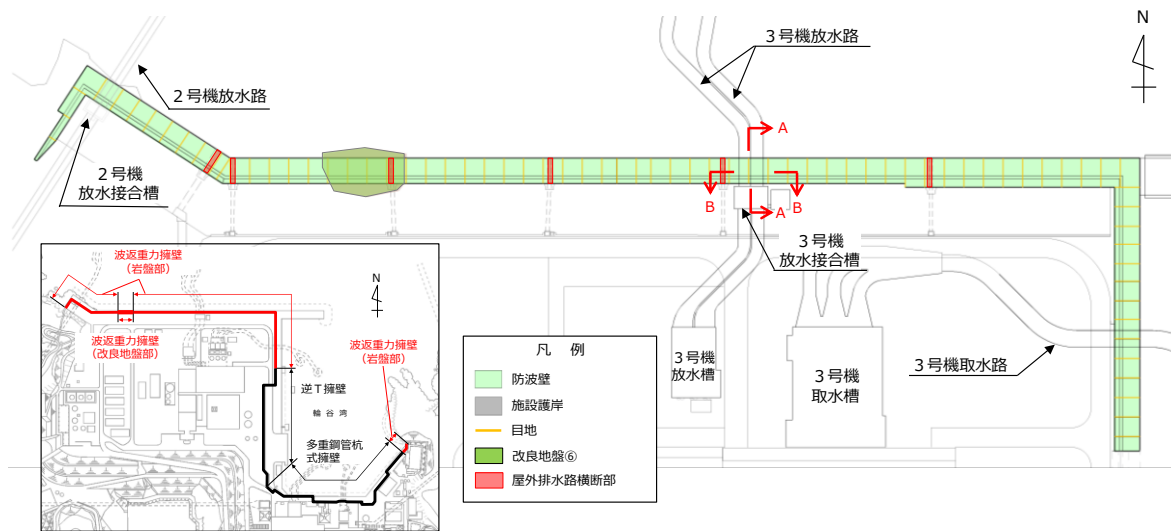 N
3号機放水路
2号機放水路
A
2号機
放水接合槽
B
B
A
3号機
放水接合槽
波返重力擁壁
(岩盤部)
N
波返重力擁壁
(改良地盤部)
波返重力擁壁
(岩盤部)
逆T擁壁
輪谷湾
多重鋼管杭
式擁壁
凡 例
防波壁
施設護岸
目地
改良地盤⑥
屋外排水路横断部
3号機
放水槽
3号機
取水槽
3号機取水路